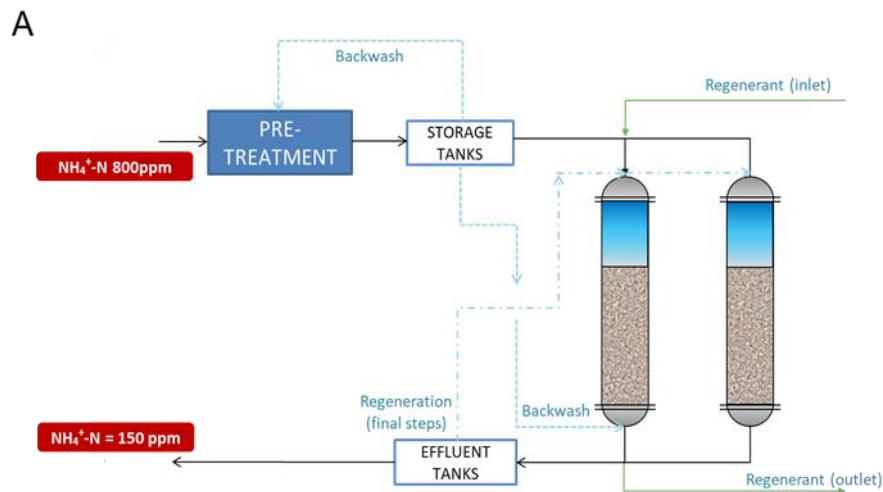 A
Backwash
Regenerant (inlet)
PRE-
TREATMENT
STORAGE
TANKS
NH₄⁺-N 800ppm
Regeneration
(final steps)
Backwash
NH₄⁺-N = 150 ppm
EFFLUENT
TANKS
Regenerant (outlet)